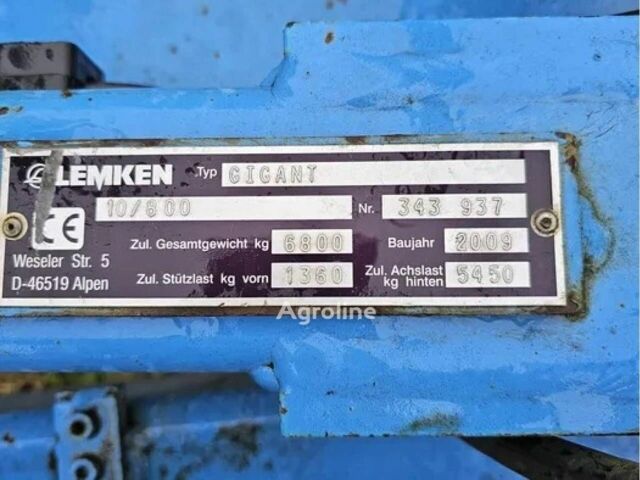 LEMKEN Typ GIGANT
10/800 Nr. 343 937
CE Zul. Gesamtgewicht kg 6800 Baujahr 2009
Weseler Str. 5
D-46519 Alpen
Zul. Stützlast kg vorn 1360 Zul. Achslast kg hinten 5450
Agroline